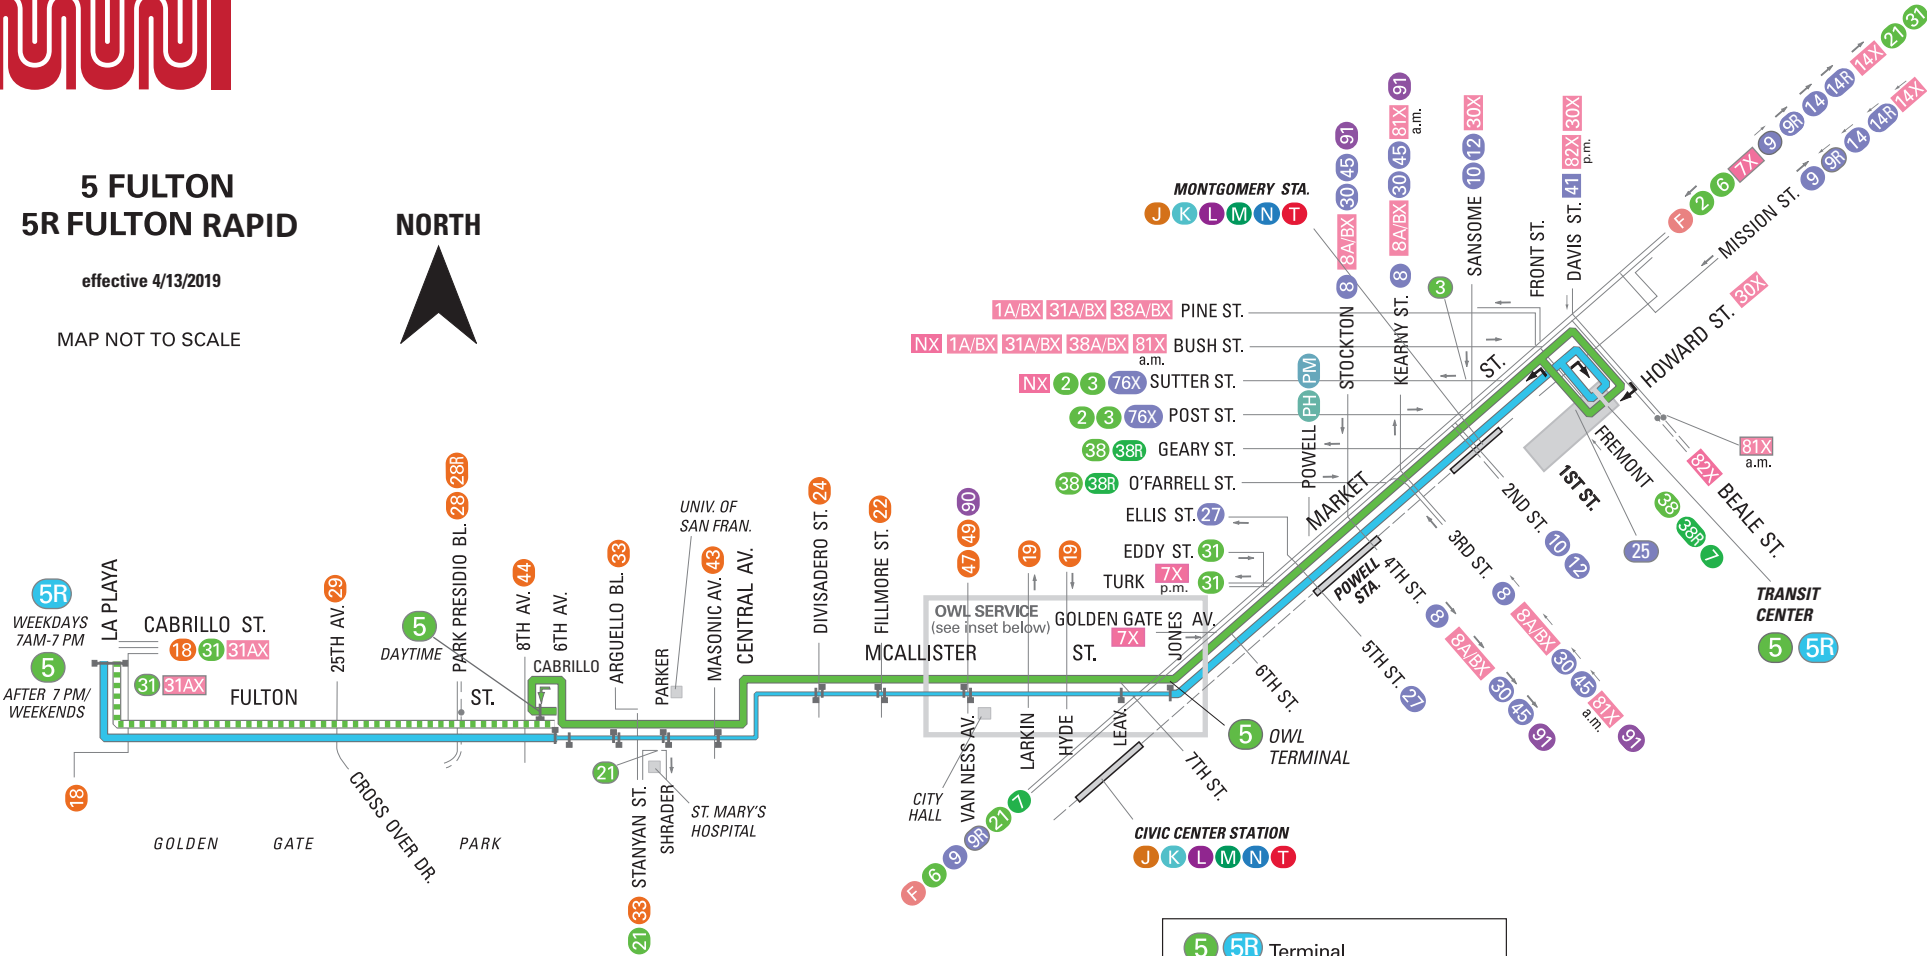 5 FULTON
5R FULTON RAPID
effective 4/13/2019
MAP NOT TO SCALE
NORTH
5R
WEEKDAYS
7AM-7 PM
5
AFTER 7 PM/
WEEKENDS
LA PLAYA
CABRILLO ST.
18 31 31AX
31 31AX
18
FULTON ST.
25TH AV. 29
CROSS OVER DR.
PARK PRESIDIO BL. 28 28R
GOLDEN GATE PARK
5
DAYTIME
8TH AV. 44
6TH AV.
CABRILLO
ARGUELLO BL. 33
21
21 33 STANYAN ST.
SHRADER
PARKER
UNIV. OF
SAN FRAN.
ST. MARY'S
HOSPITAL
MASONIC AV. 43
CENTRAL AV.
DIVISADERO ST. 24
FILLMORE ST. 22
MCALLISTER ST.
OWL SERVICE
(see inset below)
VAN NESS AV.
47 49 90
CITY
HALL
LARKIN
19
HYDE
19
LEAV.
JONES
GOLDEN GATE AV.
7X
TURK 7X 31
p.m.
EDDY ST. 31
ELLIS ST. 27
38 38R O'FARRELL ST.
38 38R GEARY ST.
2 3 76X POST ST.
NX 2 3 76X SUTTER ST.
NX 1A/BX 31A/BX 38A/BX 81X BUSH ST.
a.m.
1A/BX 31A/BX 38A/BX PINE ST.
MONTGOMERY STA.
J K L M N T
POWELL PH PM
STOCKTON 8 8A/BX 30 45 91
KEARNY ST. 8 8A/BX 30 45 81X 91
a.m.
3
SANSOME 10 12 30X
FRONT ST.
DAVIS ST. 41 82X 30X
p.m.
F 2 6 7X 9 9R 14 14R 14X 21 31
MISSION ST. 9 9R 14 14R 14X
HOWARD ST. 30X
81X
a.m.
82X BEALE ST.
FREMONT 38 38R 7
1ST ST.
25
TRANSIT
CENTER
5 5R
MARKET ST.
2ND ST. 10 12
3RD ST. 8 8A/BX 30 45 81X 91
a.m.
4TH ST. 8 8A/BX 30 45 91
POWELL
STA.
5TH ST. 27
6TH ST.
7TH ST.
5 OWL
TERMINAL
F 6 9 9R 21 7
CIVIC CENTER STATION
J K L M N T
5 5R Terminal